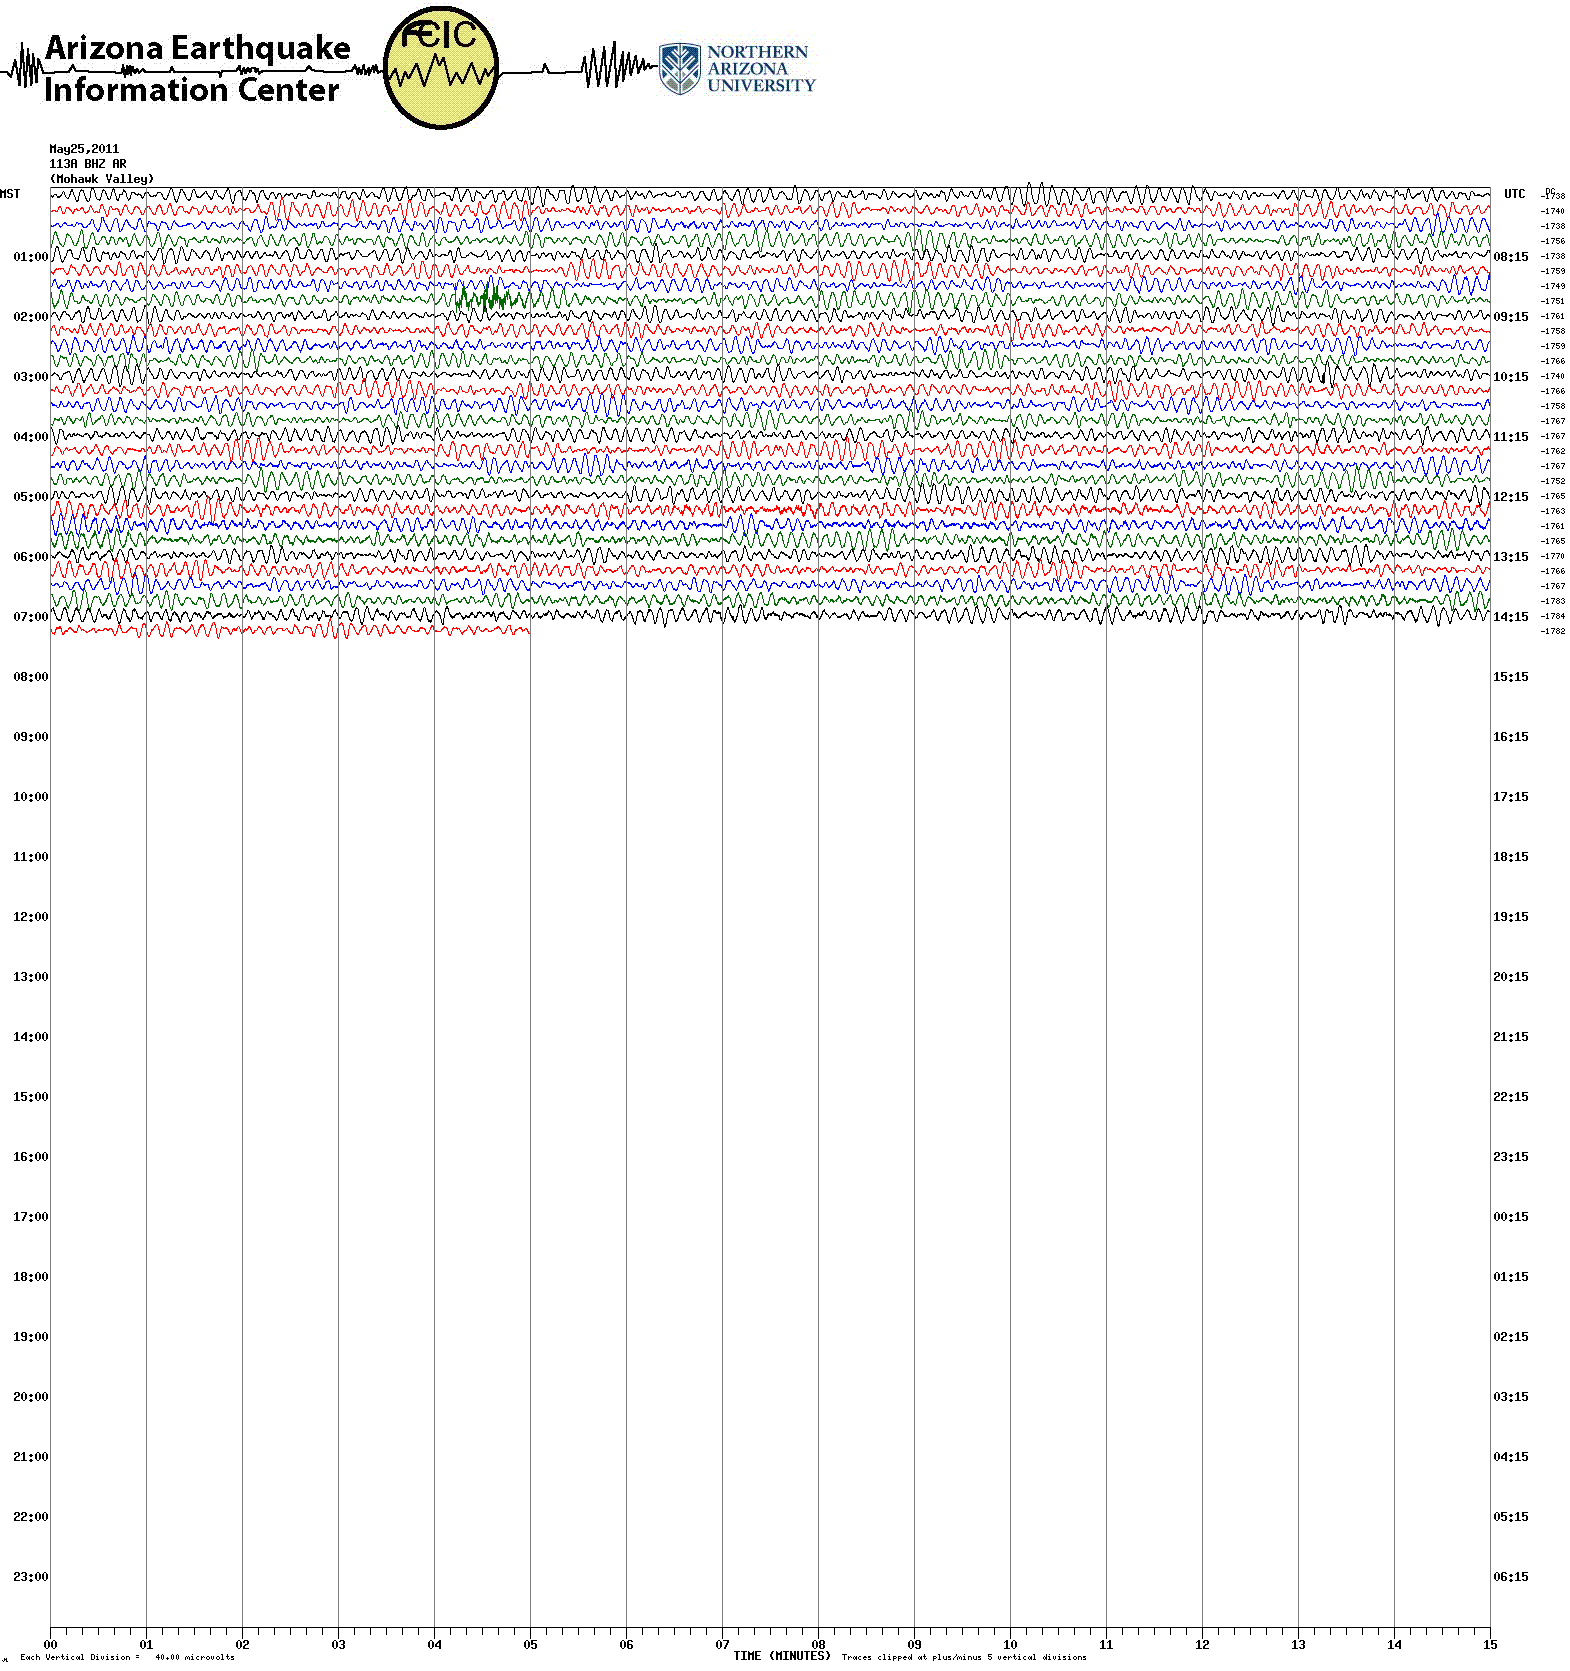 Arizona Earthquake
Information Center
AEIC
NORTHERN
ARIZONA
UNIVERSITY
May25,2011
113A BHZ AR
(Mohawk Valley)
MST UTC DC
-1738
-1740
-1738
-1756
01:00 08:15 -1738
-1759
-1749
-1751
02:00 09:15 -1761
-1758
-1759
-1766
03:00 10:15 -1740
-1766
-1758
-1767
04:00 11:15 -1767
-1762
-1767
-1752
05:00 12:15 -1765
-1763
-1761
-1765
06:00 13:15 -1770
-1766
-1767
-1783
07:00 14:15 -1784
-1782
08:00 15:15
09:00 16:15
10:00 17:15
11:00 18:15
12:00 19:15
13:00 20:15
14:00 21:15
15:00 22:15
16:00 23:15
17:00 00:15
18:00 01:15
19:00 02:15
20:00 03:15
21:00 04:15
22:00 05:15
23:00 06:15
00 01 02 03 04 05 06 07 08 09 10 11 12 13 14 15
TIME (MINUTES)
Each Vertical Division = 40.00 microvolts
Traces clipped at plus/minus 5 vertical divisions